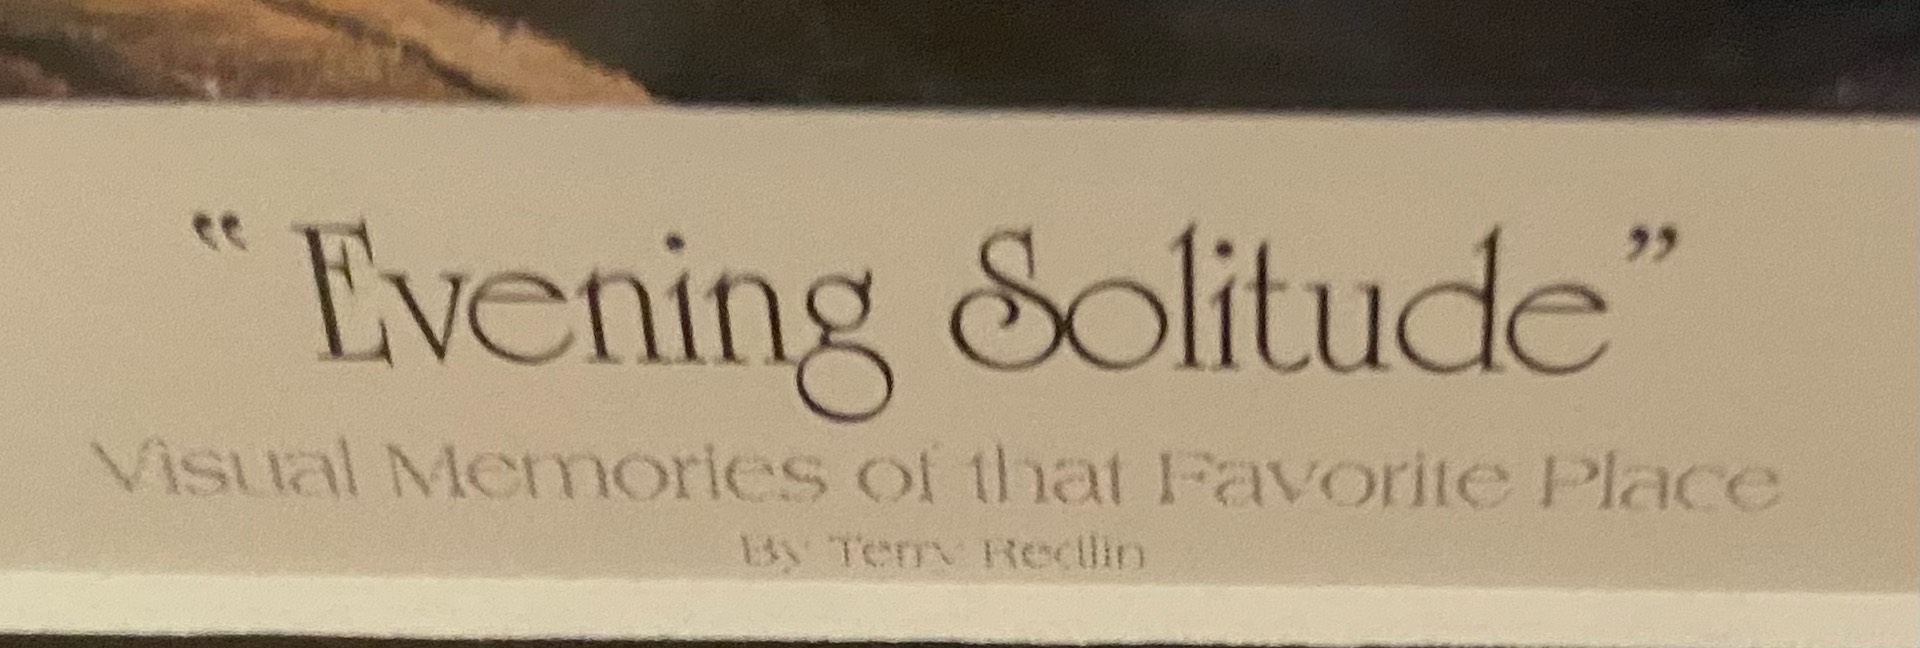 “Evening Solitude”
Visual Memories of that Favorite Place
By Terry Redlin